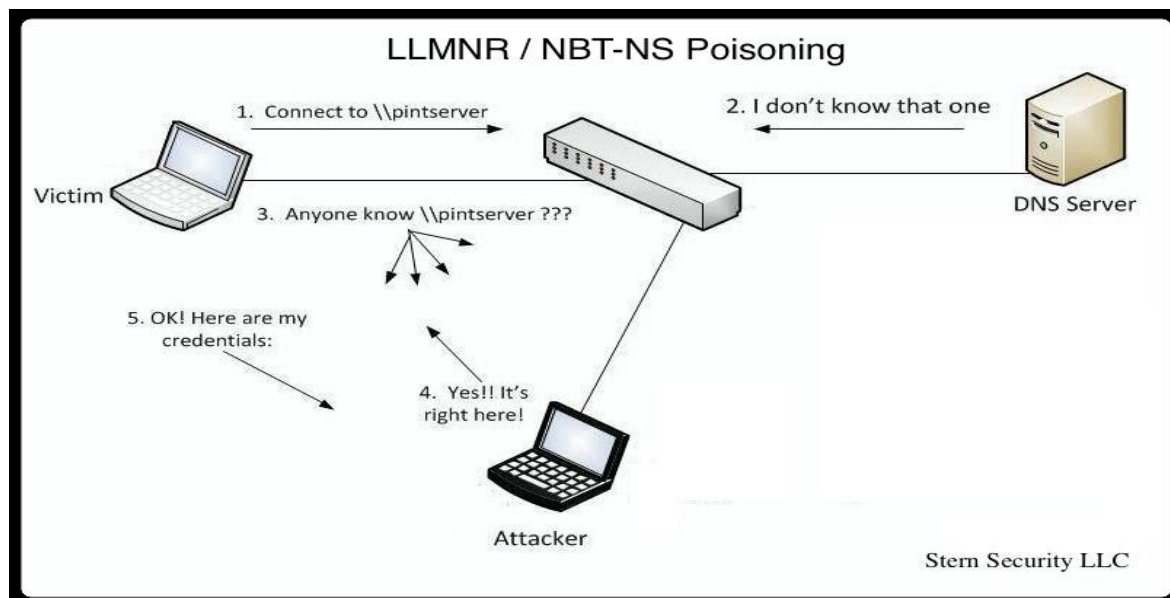 LLMNR / NBT-NS Poisoning
1. Connect to \\pintserver
2. I don't know that one
Victim
DNS Server
3. Anyone know \\pintserver ???
5. OK! Here are my
credentials:
4. Yes!! It's
right here!
Attacker
Stern Security LLC